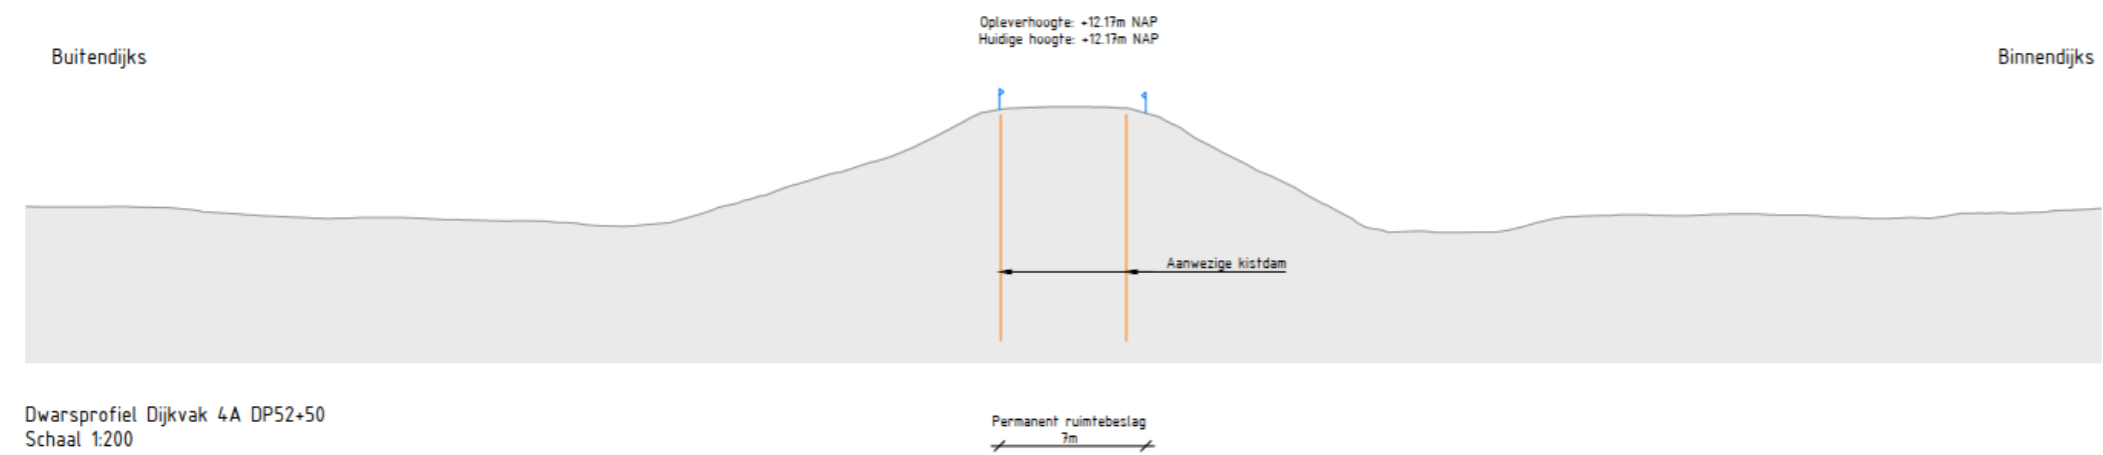 Opleverhoogte: +12.17m NAP
Huidige hoogte: +12.17m NAP
Buitendijks
Binnendijks
Aanwezige kistdam
Dwarsprofiel Dijkvak 4A DP52+50
Schaal 1:200
Permanent ruimtebeslag
7m